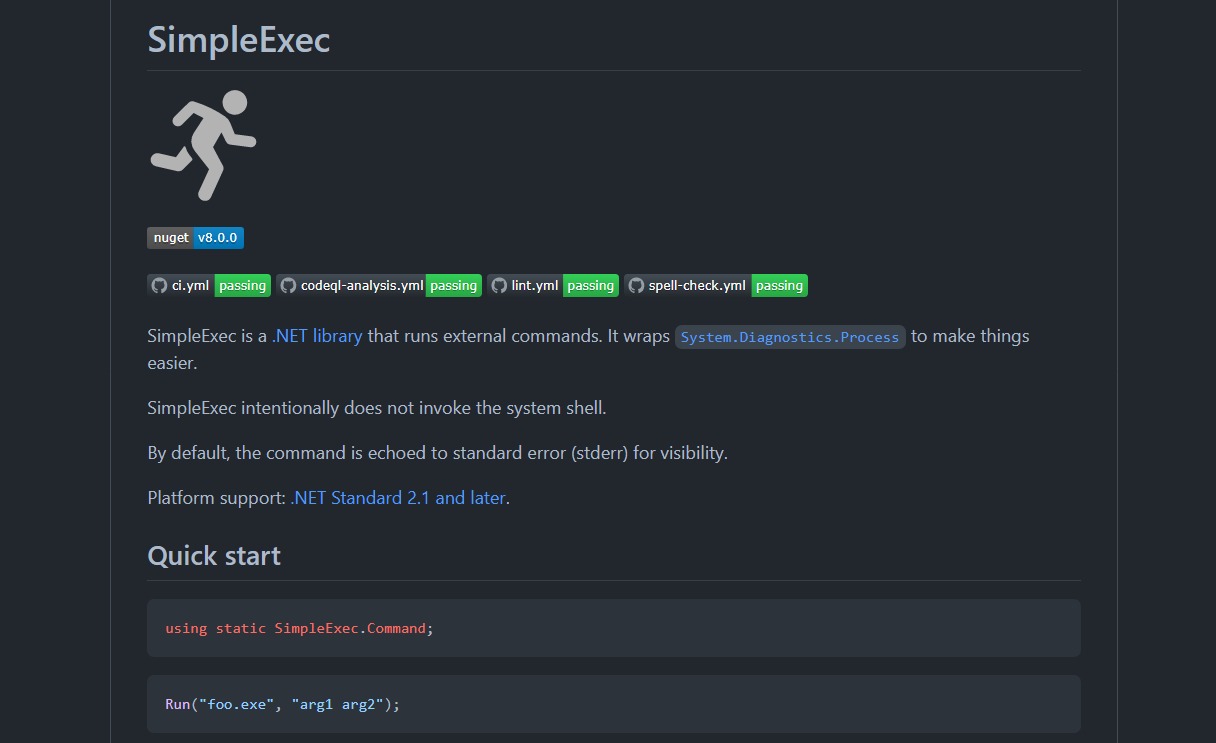 SimpleExec
nuget v8.0.0
ci.yml passing codeql-analysis.yml passing lint.yml passing spell-check.yml passing
SimpleExec is a .NET library that runs external commands. It wraps System.Diagnostics.Process to make things
easier.
SimpleExec intentionally does not invoke the system shell.
By default, the command is echoed to standard error (stderr) for visibility.
Platform support: .NET Standard 2.1 and later.
Quick start
using static SimpleExec.Command;
Run("foo.exe", "arg1 arg2");